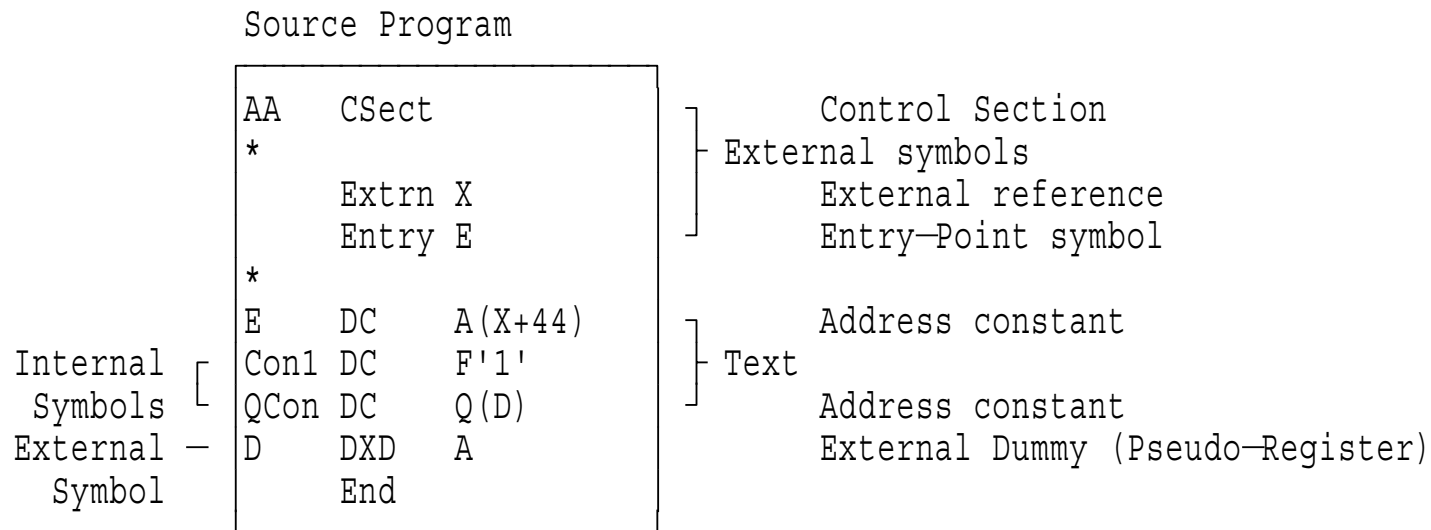 Source Program
AA CSect Control Section
* External symbols
Extrn X External reference
Entry E Entry—Point symbol
*
E DC A(X+44) Address constant
Internal Con1 DC F'1' Text
Symbols QCon DC Q(D) Address constant
External — D DXD A External Dummy (Pseudo—Register)
Symbol End